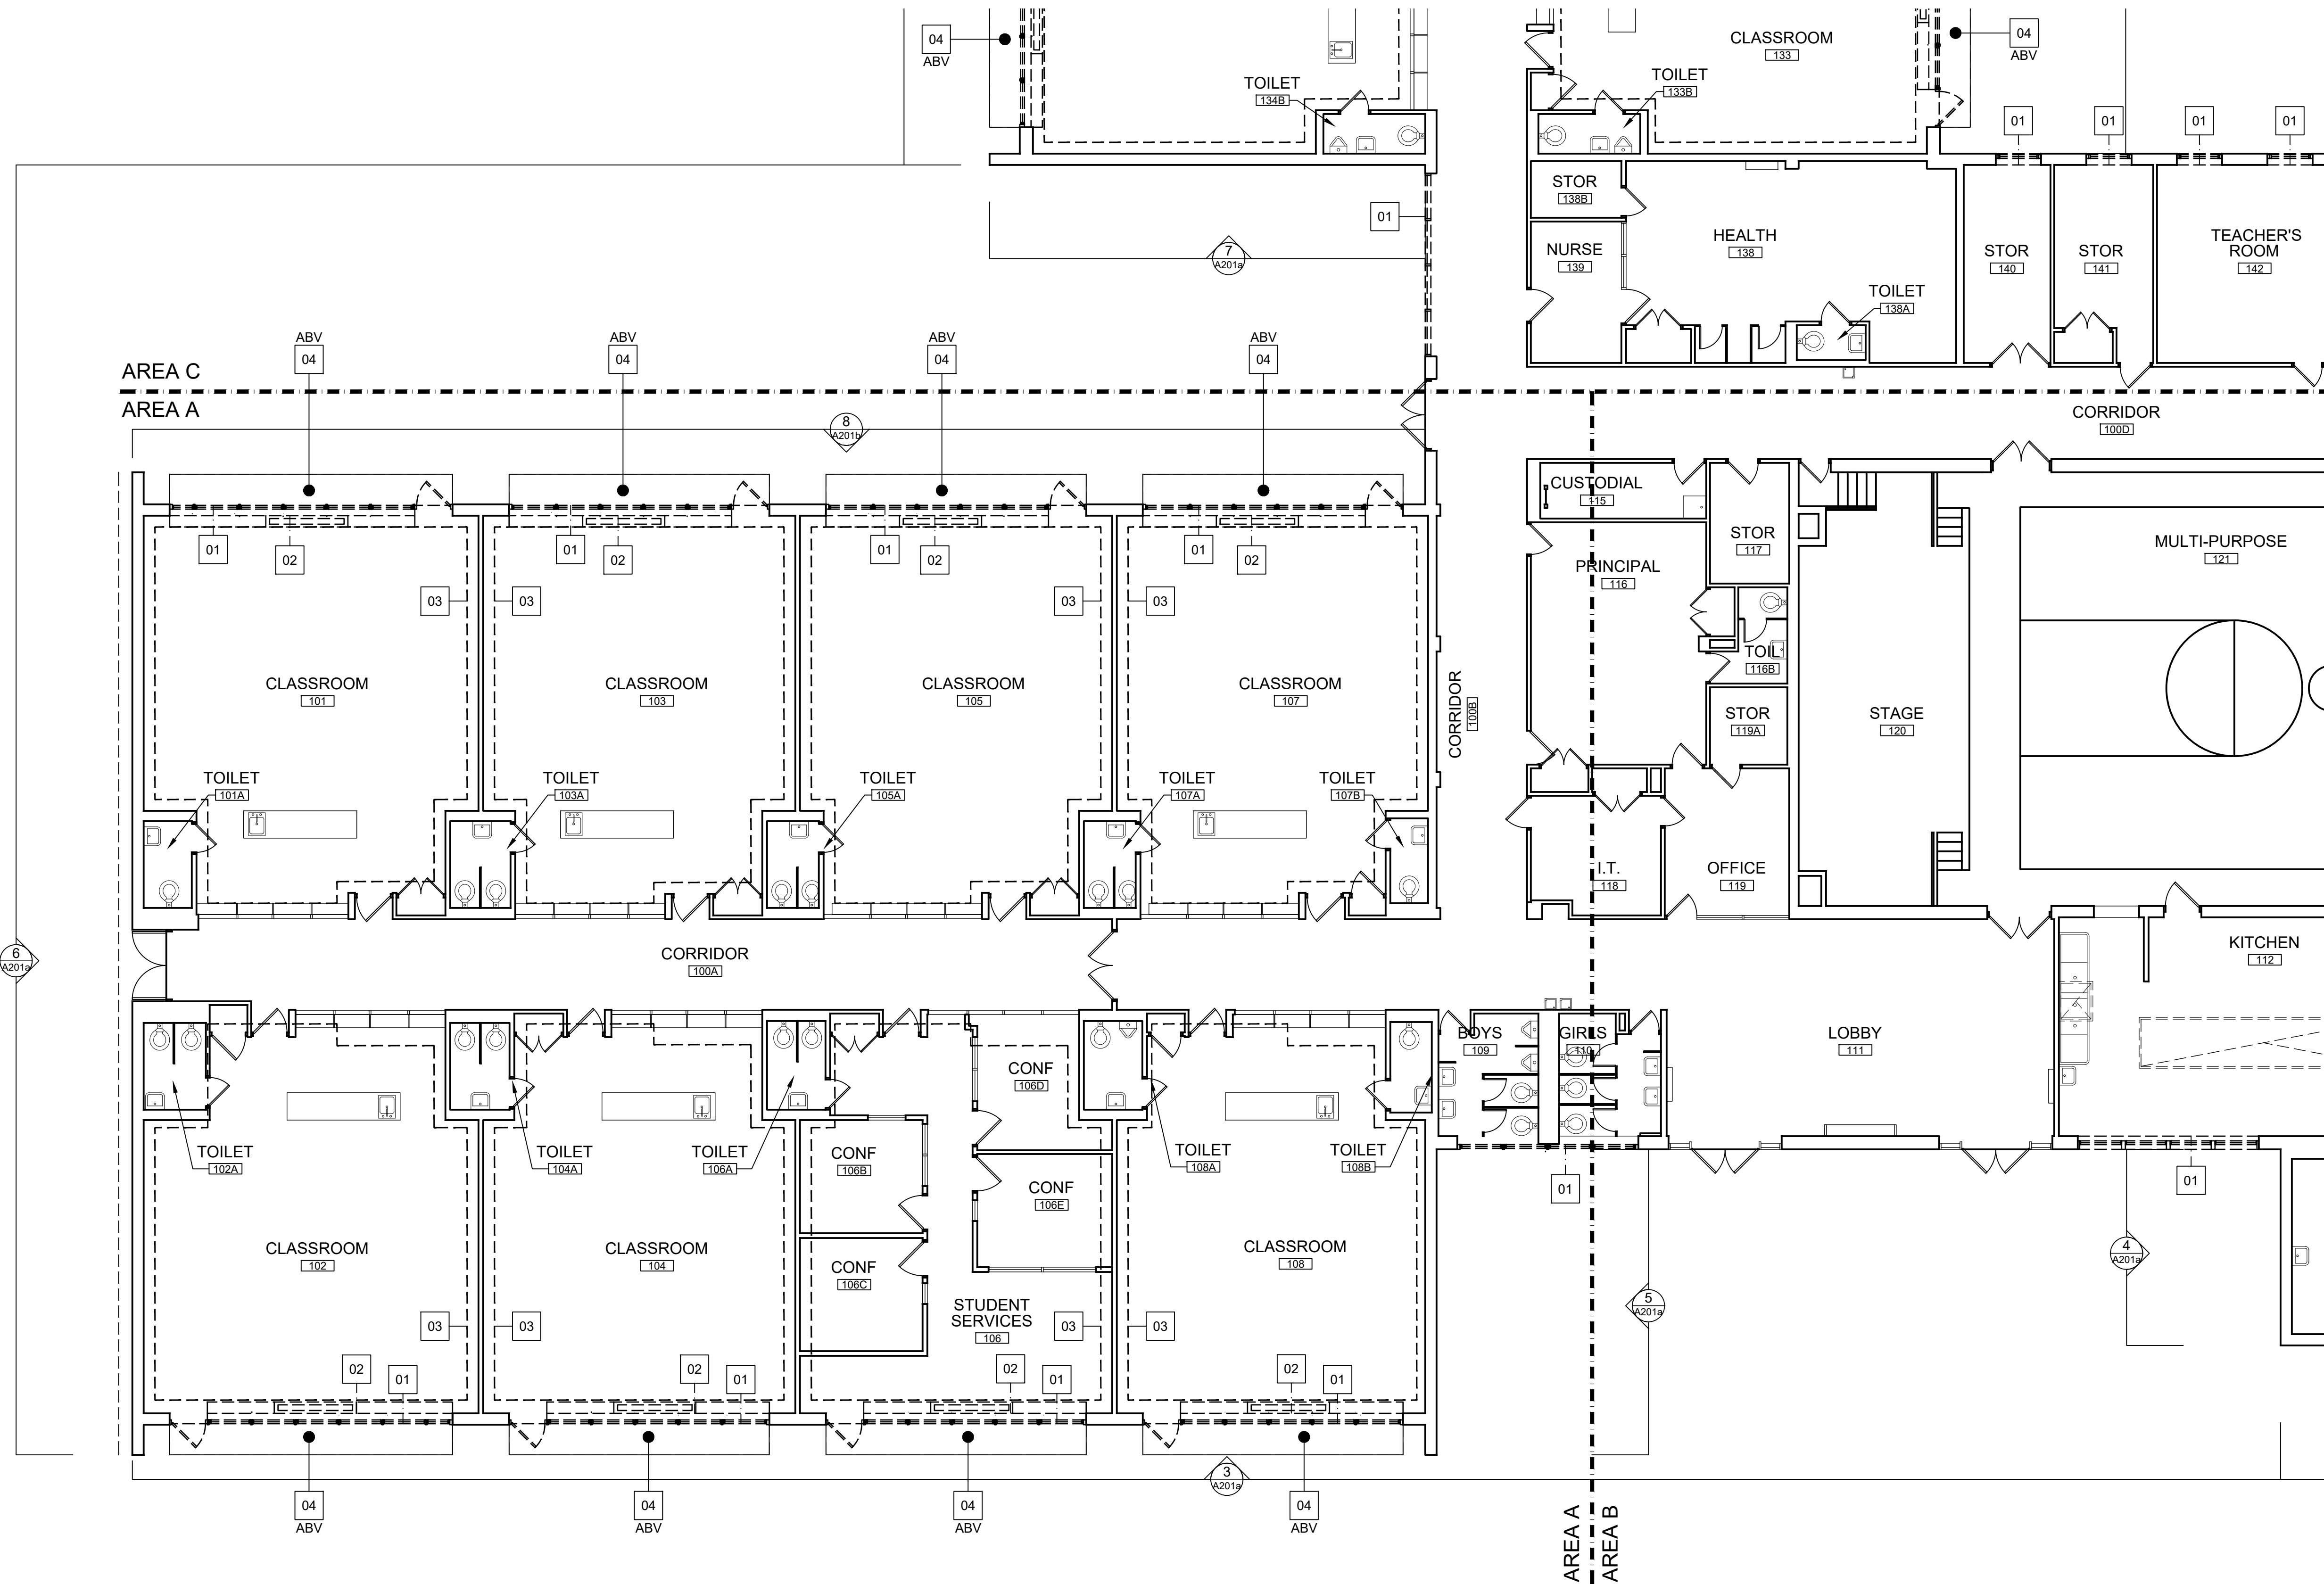 04
ABV
TOILET
134B
CLASSROOM
133
TOILET
133B
04
ABV
01
01
01
01
01
STOR
138B
NURSE
139
HEALTH
138
TOILET
138A
STOR
140
STOR
141
TEACHER'S
ROOM
142
7
A201a
ABV
04
ABV
04
ABV
04
ABV
04
AREA C
AREA A
8
A201b
CORRIDOR
100D
01
02
01
02
01
02
01
02
03
03
03
03
CUSTODIAL
115
STOR
117
PRINCIPAL
116
TOIL
116B
STOR
119A
STAGE
120
MULTI-PURPOSE
121
CLASSROOM
101
CLASSROOM
103
CLASSROOM
105
CLASSROOM
107
CORRIDOR
100B
TOILET
101A
TOILET
103A
TOILET
105A
TOILET
107A
TOILET
107B
I.T.
118
OFFICE
119
6
A201a
CORRIDOR
100A
KITCHEN
112
BOYS
109
GIRLS
110
LOBBY
111
CONF
106D
TOILET
102A
TOILET
104A
TOILET
106A
CONF
106B
TOILET
108A
TOILET
108B
CONF
106E
01
01
CLASSROOM
102
CLASSROOM
104
CONF
106C
CLASSROOM
108
4
A201a
5
A201a
STUDENT
SERVICES
106
03
03
03
03
02
01
02
01
02
01
02
01
3
A201a
04
ABV
04
ABV
04
ABV
04
ABV
AREA A
AREA B